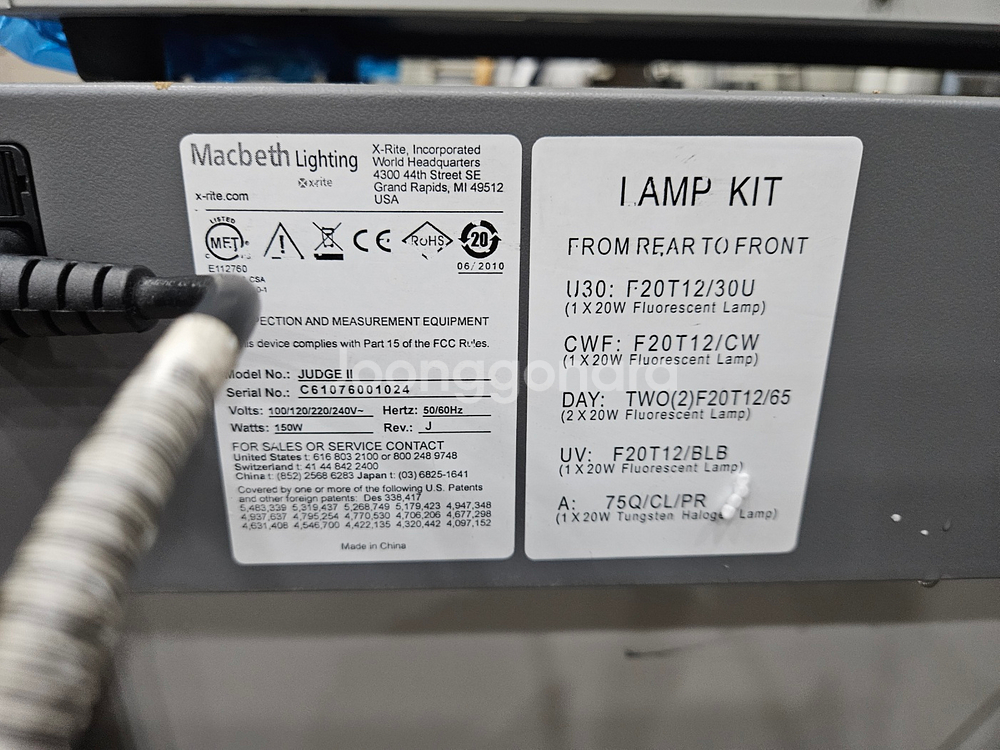 Macbeth Lighting
x-rite
x-rite.com
X-Rite, Incorporated
World Headquarters
4300 44th Street SE
Grand Rapids, MI 49512
USA
LISTED
MET
E112760
CSA
RoHS
20
06/2010
ECTION AND MEASUREMENT EQUIPMENT
is device complies with Part 15 of the FCC Rules.
Model No.: JUDGE II
Serial No.: C61076001024
Volts: 100/120/220/240V~ Hertz: 50/60Hz
Watts: 150W Rev.: J
FOR SALES OR SERVICE CONTACT
United States t: 616 803 2100 or 800 248 9748
Switzerland t: 41 44 842 2400
China t: (852) 2568 6283 Japan t: (03) 6825-1641
Covered by one or more of the following U.S. Patents
and other foreign patents: Des 338,417
5,483,339 5,319,437 5,268,749 5,179,423 4,947,348
4,937,637 4,795,254 4,770,530 4,706,206 4,677,298
4,631,408 4,546,700 4,422,135 4,320,442 4,097,152
Made in China
LAMP KIT
FROM REAR TO FRONT
U30: F20T12/30U
(1 X 20W Fluorescent Lamp)
CWF: F20T12/CW
(1 X 20W Fluorescent Lamp)
DAY: TWO(2)F20T12/65
(2 X 20W Fluorescent Lamp)
UV: F20T12/BLB
(1 X 20W Fluorescent Lamp)
A: 75Q/CL/PR
(1 X 20W Tungsten Haloge Lamp)